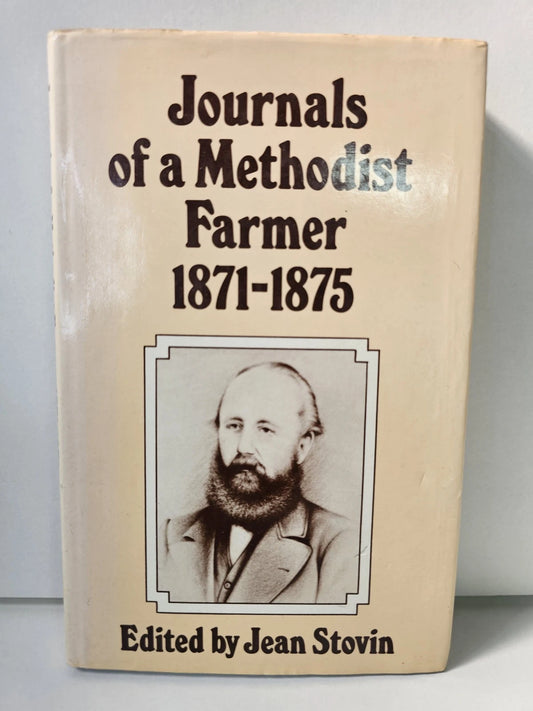 Journals
of a Methodist
Farmer
1871-1875
Edited by Jean Stovin